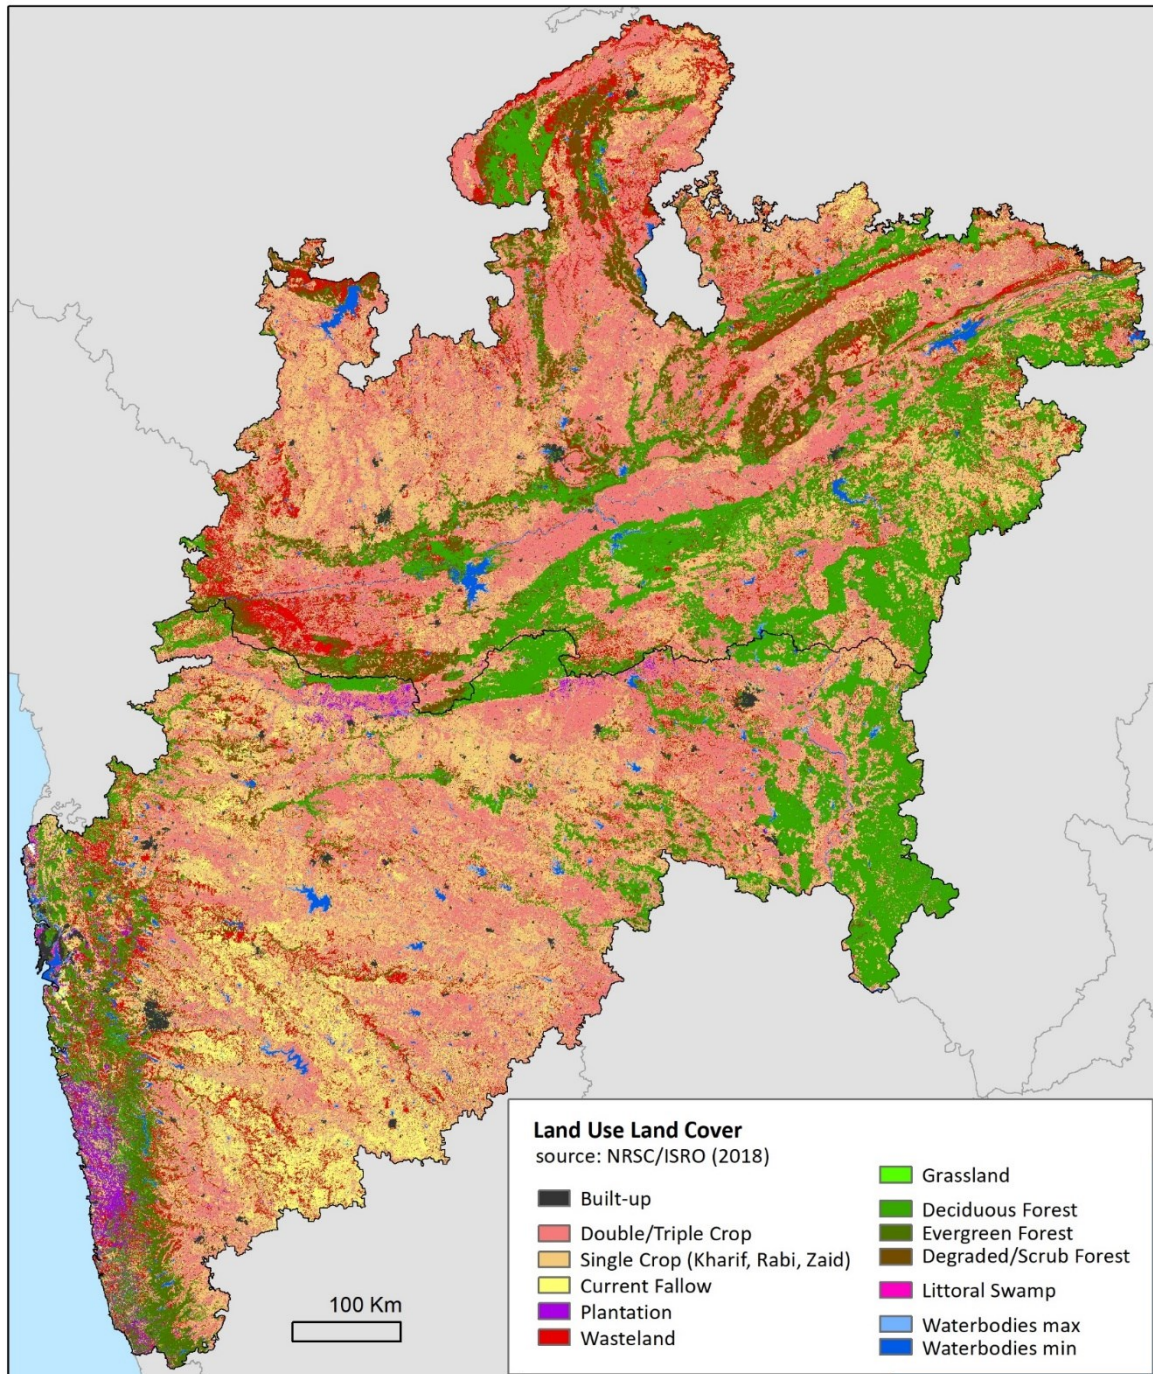 100 Km
Land Use Land Cover
source: NRSC/ISRO (2018)
Built-up
Double/Triple Crop
Single Crop (Kharif, Rabi, Zaid)
Current Fallow
Plantation
Wasteland
Grassland
Deciduous Forest
Evergreen Forest
Degraded/Scrub Forest
Littoral Swamp
Waterbodies max
Waterbodies min